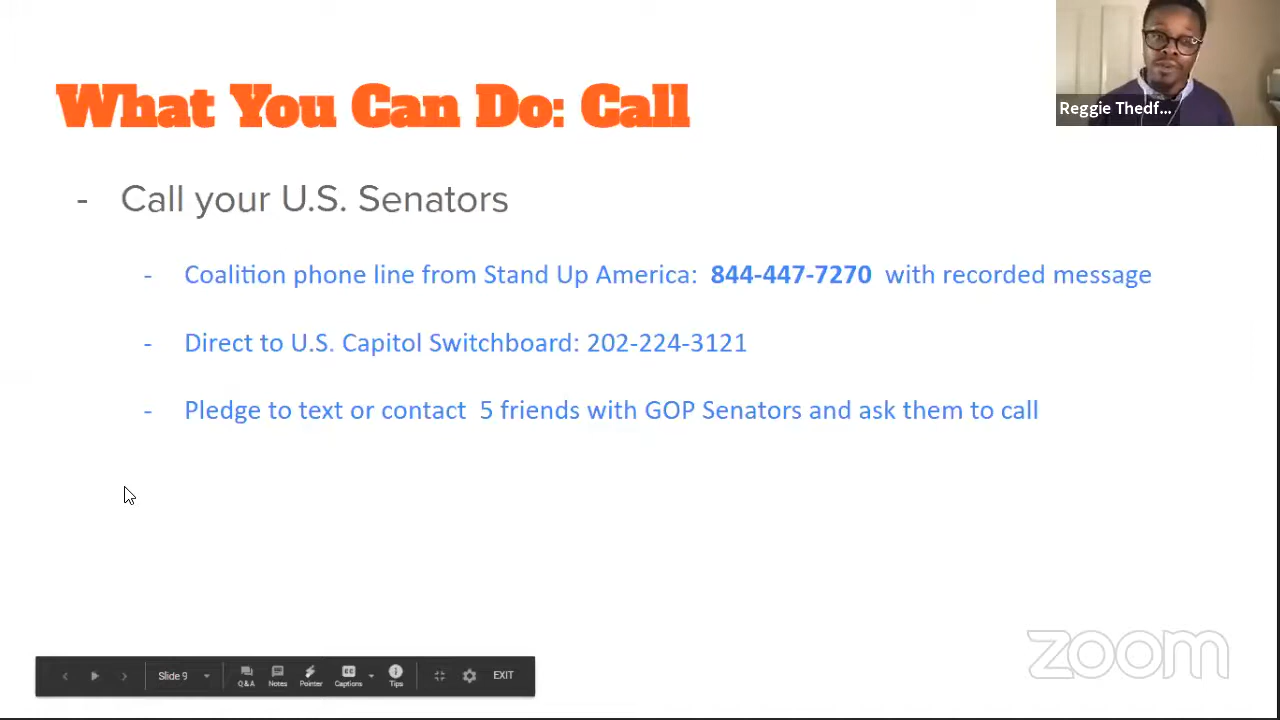 What You Can Do: Call
Reggie Thedf...
- Call your U.S. Senators
- Coalition phone line from Stand Up America: 844-447-7270 with recorded message
- Direct to U.S. Capitol Switchboard: 202-224-3121
- Pledge to text or contact 5 friends with GOP Senators and ask them to call
zoom
Slide 9
Q&A
Notes
Pointer
CC
Captions
Tips
EXIT